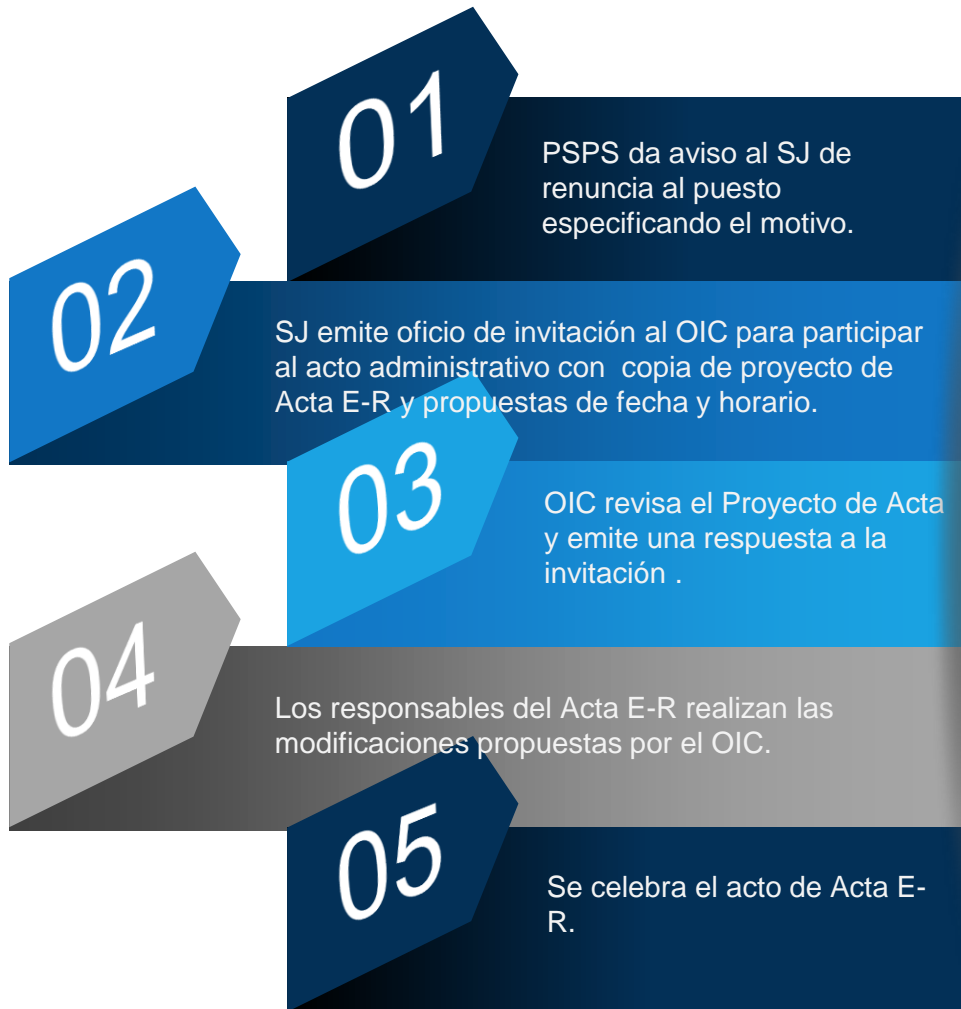 01
PSPS da aviso al SJ de
renuncia al puesto
especificando el motivo.
02
SJ emite oficio de invitación al OIC para participar
al acto administrativo con  copia de proyecto de
Acta E-R y propuestas de fecha y horario.
03
OIC revisa el Proyecto de Acta
y emite una respuesta a la
invitación .
04
Los responsables del Acta E-R realizan las
modificaciones propuestas por el OIC.
05
Se celebra el acto de Acta E-
R.